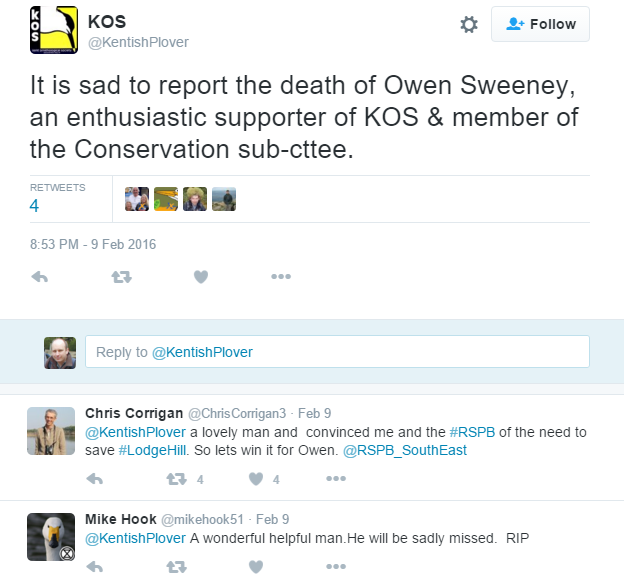 KOS
KOS
@KentishPlover
Follow
It is sad to report the death of Owen Sweeney,
an enthusiastic supporter of KOS & member of
the Conservation sub-cttee.
RETWEETS
4
8:53 PM - 9 Feb 2016
Reply to @KentishPlover
Chris Corrigan @ChrisCorrigan3 · Feb 9
@KentishPlover a lovely man and  convinced me and the #RSPB of the need to
save #LodgeHill. So lets win it for Owen. @RSPB_SouthEast
4 4
Mike Hook @mikehook51 · Feb 9
@KentishPlover A wonderful helpful man.He will be sadly missed.  RIP